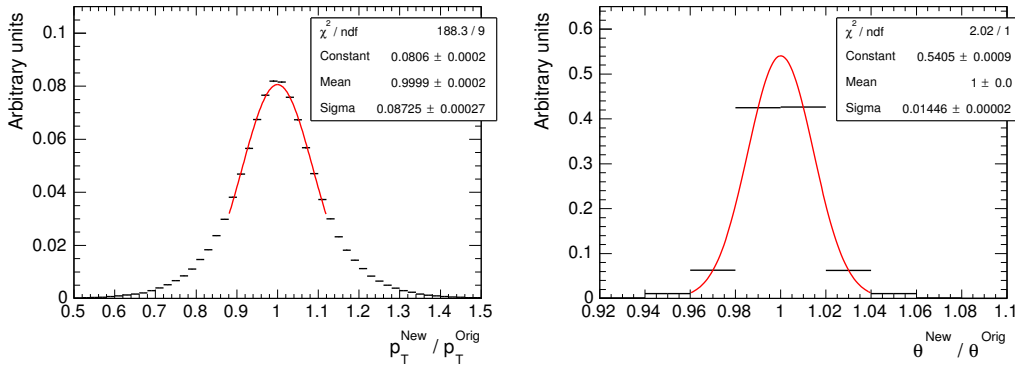 Arbitrary units
0.1
0.08
0.06
0.04
0.02
0
0.5 0.6 0.7 0.8 0.9 1 1.1 1.2 1.3 1.4 1.5
p_T^New / p_T^Orig
χ² / ndf 188.3 / 9
Constant 0.0806 ± 0.0002
Mean 0.9999 ± 0.0002
Sigma 0.08725 ± 0.00027
Arbitrary units
0.6
0.5
0.4
0.3
0.2
0.1
0
0.92 0.94 0.96 0.98 1 1.02 1.04 1.06 1.08 1.1
θ^New / θ^Orig
χ² / ndf 2.02 / 1
Constant 0.5405 ± 0.0009
Mean 1 ± 0.0
Sigma 0.01446 ± 0.00002